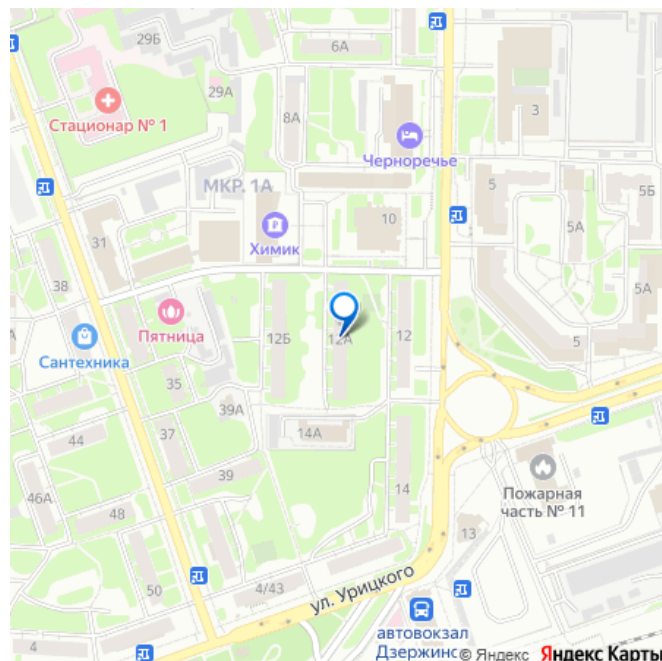 29Б
6А
29А
Стационар № 1
8А
3
Черноречье
МКР. 1А
5
5Б
10
5А
31
Химик
38
5А
Пятница
12Б
12А
12
5
Сантехника
35
39А
44
37
14А
39
46А
14
Пожарная
часть № 11
48
13
50
4/43
ул. Урицкого
4
автовокзал
Дзержинс
© Яндекс Яндекс Карты